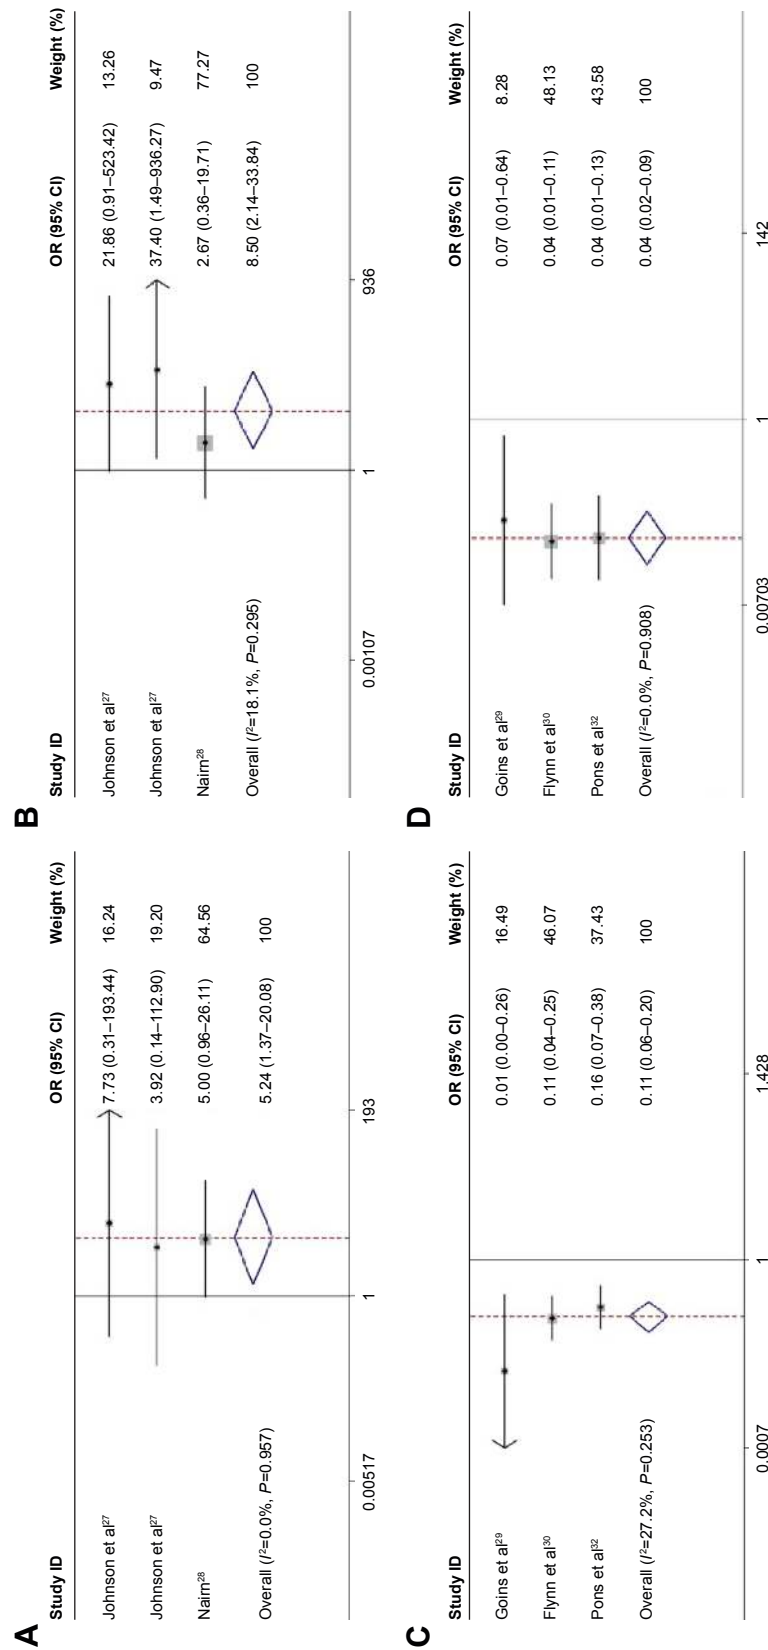 A
Study ID OR (95% CI) Weight (%)
Johnson et al27 7.73 (0.31–193.44) 16.24
Johnson et al27 3.92 (0.14–112.90) 19.20
Nairn28 5.00 (0.96–26.11) 64.56
Overall (I2=0.0%, P=0.957) 5.24 (1.37–20.08) 100
0.00517 1 193
B
Study ID OR (95% CI) Weight (%)
Johnson et al27 21.86 (0.91–523.42) 13.26
Johnson et al27 37.40 (1.49–936.27) 9.47
Nairn28 2.67 (0.36–19.71) 77.27
Overall (I2=18.1%, P=0.295) 8.50 (2.14–33.84) 100
0.00107 1 936
C
Study ID OR (95% CI) Weight (%)
Goins et al29 0.01 (0.00–0.26) 16.49
Flynn et al30 0.11 (0.04–0.25) 46.07
Pons et al32 0.16 (0.07–0.38) 37.43
Overall (I2=27.2%, P=0.253) 0.11 (0.06–0.20) 100
0.0007 1 1,428
D
Study ID OR (95% CI) Weight (%)
Goins et al29 0.07 (0.01–0.64) 8.28
Flynn et al30 0.04 (0.01–0.11) 48.13
Pons et al32 0.04 (0.01–0.13) 43.58
Overall (I2=0.0%, P=0.908) 0.04 (0.02–0.09) 100
0.00703 1 142